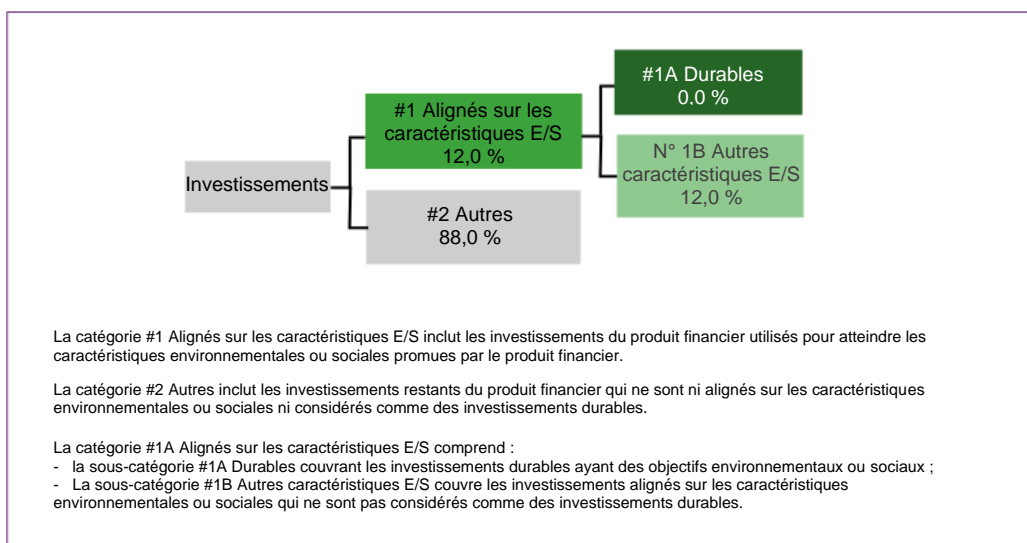 #1A Durables
0.0 %
#1 Alignés sur les
caractéristiques E/S
12,0 %
N° 1B Autres
caractéristiques E/S
12,0 %
Investissements
#2 Autres
88,0 %
La catégorie #1 Alignés sur les caractéristiques E/S inclut les investissements du produit financier utilisés pour atteindre les
caractéristiques environnementales ou sociales promues par le produit financier.
La catégorie #2 Autres inclut les investissements restants du produit financier qui ne sont ni alignés sur les caractéristiques
environnementales ou sociales ni considérés comme des investissements durables.
La catégorie #1A Alignés sur les caractéristiques E/S comprend :
- la sous-catégorie #1A Durables couvrant les investissements durables ayant des objectifs environnementaux ou sociaux ;
- La sous-catégorie #1B Autres caractéristiques E/S couvre les investissements alignés sur les caractéristiques
environnementales ou sociales qui ne sont pas considérés comme des investissements durables.